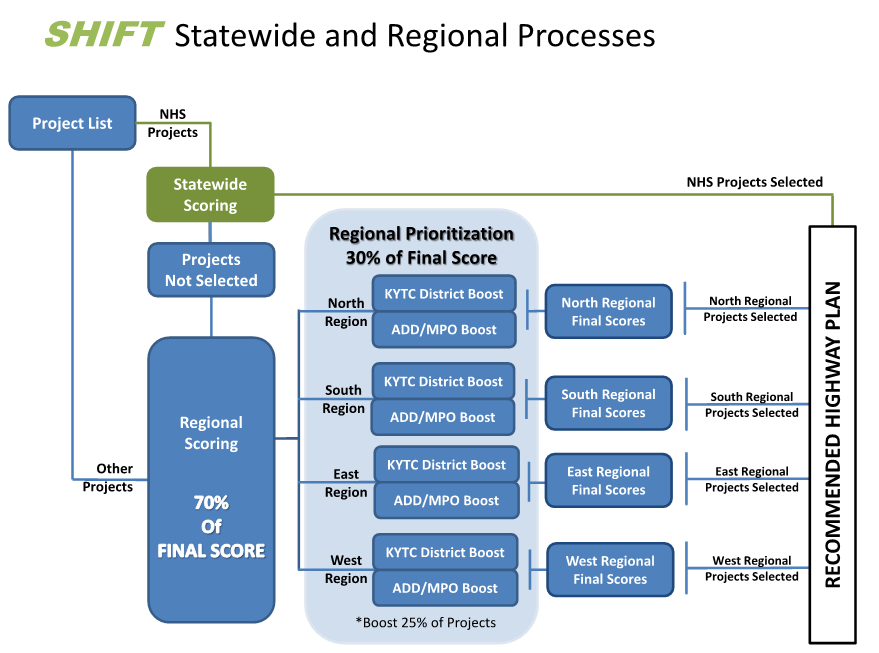 SHIFT Statewide and Regional Processes
Project List
NHS
Projects
Statewide
Scoring
NHS Projects Selected
Projects
Not Selected
Other
Projects
Regional
Scoring
70%
Of
FINAL SCORE
Regional Prioritization
30% of Final Score
North
Region
KYTC District Boost
ADD/MPO Boost
North Regional
Final Scores
North Regional
Projects Selected
South
Region
KYTC District Boost
ADD/MPO Boost
South Regional
Final Scores
South Regional
Projects Selected
East
Region
KYTC District Boost
ADD/MPO Boost
East Regional
Final Scores
East Regional
Projects Selected
West
Region
KYTC District Boost
ADD/MPO Boost
West Regional
Final Scores
West Regional
Projects Selected
*Boost 25% of Projects
RECOMMENDED HIGHWAY PLAN